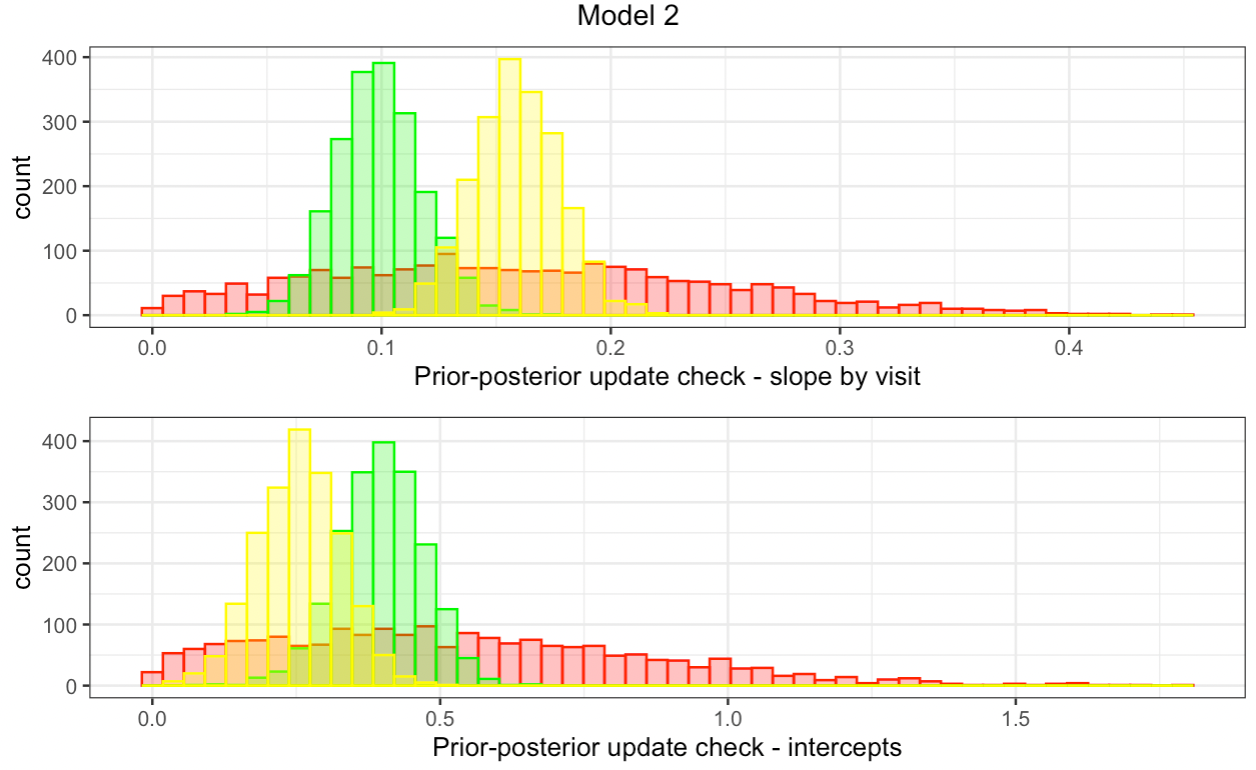 Model 2
400
300
200
100
0
count
0.0 0.1 0.2 0.3 0.4
Prior-posterior update check - slope by visit
400
300
200
100
0
count
0.0 0.5 1.0 1.5
Prior-posterior update check - intercepts